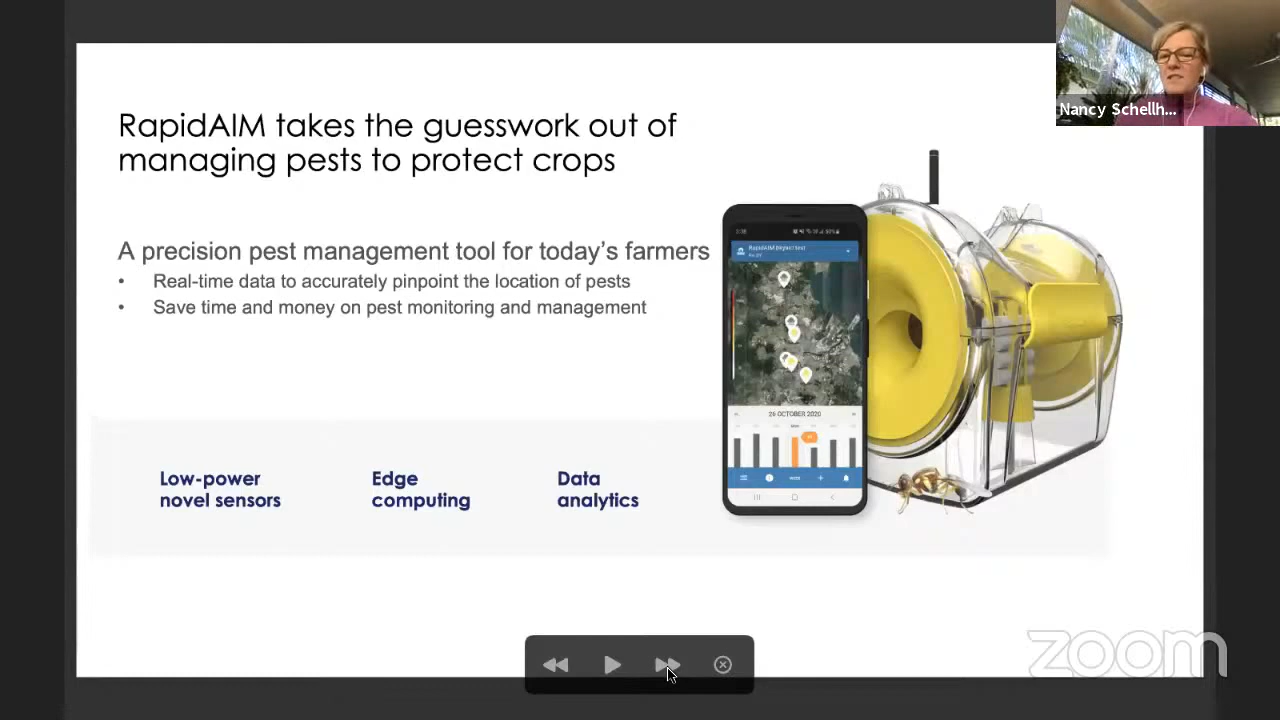 Nancy Schellh...
RapidAIM takes the guesswork out of
managing pests to protect crops
A precision pest management tool for today's farmers
• Real-time data to accurately pinpoint the location of pests
• Save time and money on pest monitoring and management
26 OCTOBER 2020
Low-power
novel sensors
Edge
computing
Data
analytics
zoom